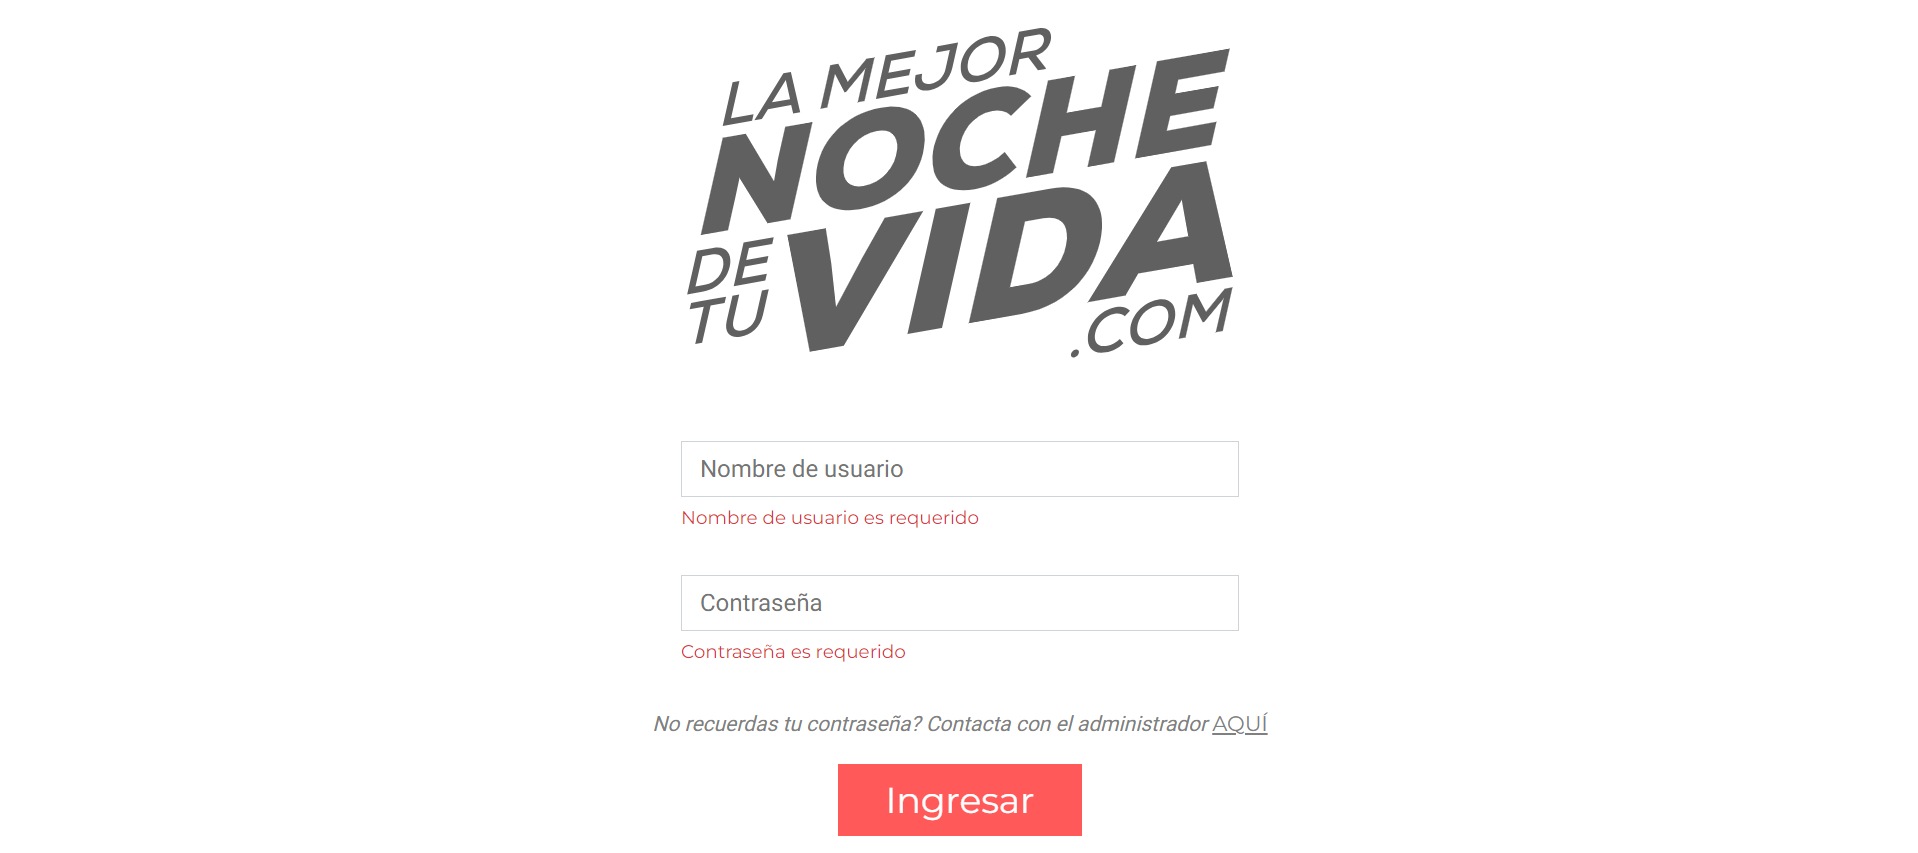 LA MEJOR
NOCHE
DE TU VIDA
.COM
Nombre de usuario
Nombre de usuario es requerido
Contraseña
Contraseña es requerido
No recuerdas tu contraseña? Contacta con el administrador AQUÍ
Ingresar